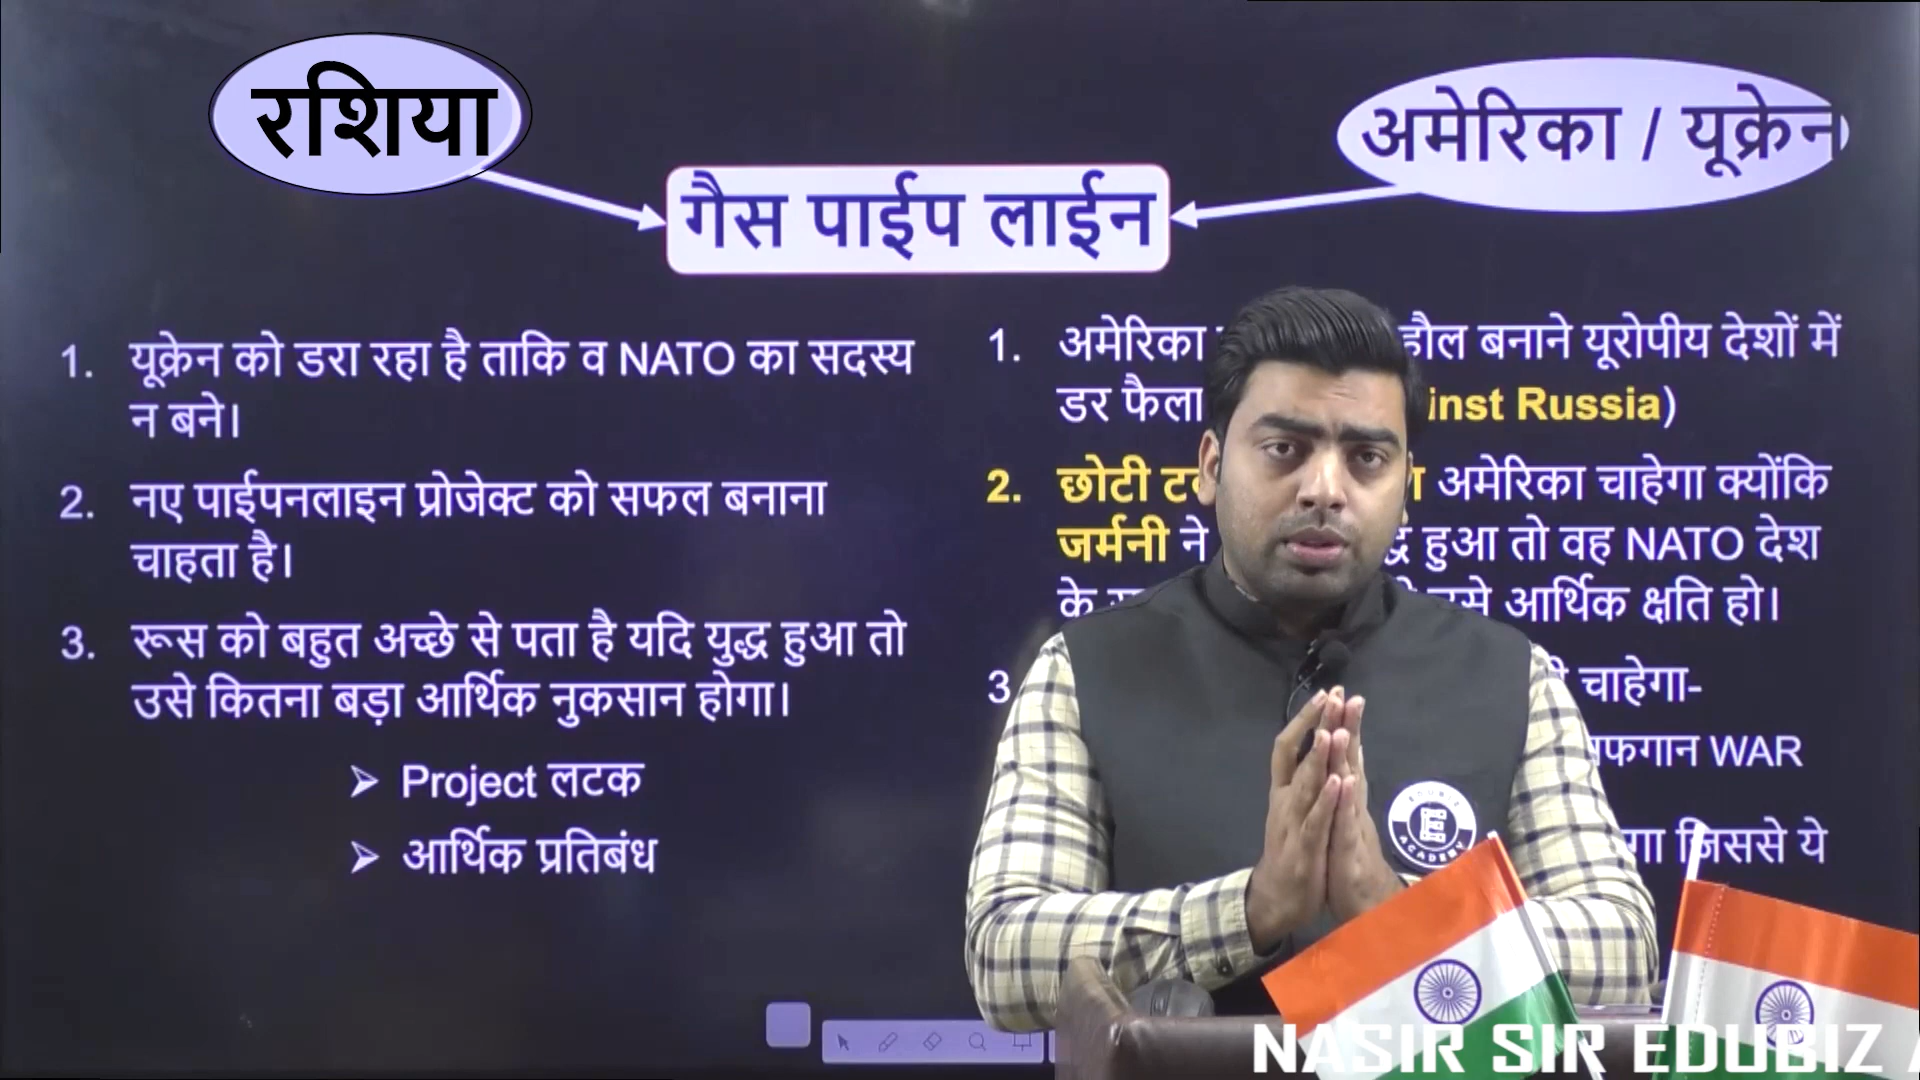 रशिया
अमेरिका / यूक्रेन
गैस पाईप लाईन
1. यूक्रेन को डरा रहा है ताकि व NATO का सदस्य
न बने।
2. नए पाईपनलाइन प्रोजेक्ट को सफल बनाना
चाहता है।
3. रूस को बहुत अच्छे से पता है यदि युद्ध हुआ तो
उसे कितना बड़ा आर्थिक नुकसान होगा।
➢ Project लटक
➢ आर्थिक प्रतिबंध
1. अमेरिका बनाने यूरोपीय देशों में
डर Russia)
2. छोटी अमेरिका चाहेगा क्योंकि
जर्मनी ने हुआ तो वह NATO देश
के आर्थिक क्षति हो।
3 चाहेगा-
WAR
जिससे ये
EDUBIZ
E
ACADEMY
NASIR SIR EDUBIZ